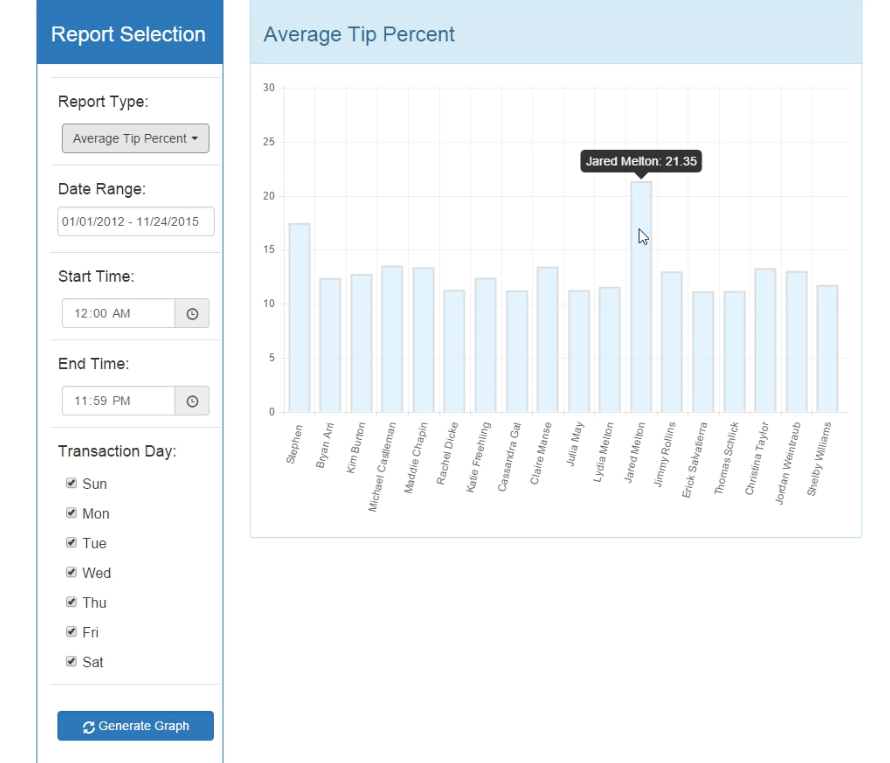 Report Selection
Report Type:
Average Tip Percent
Date Range:
01/01/2012 - 11/24/2015
Start Time:
12:00 AM
End Time:
11:59 PM
Transaction Day:
Sun
Mon
Tue
Wed
Thu
Fri
Sat
Generate Graph
Average Tip Percent
30
25
20
15
10
5
0
Jared Melton: 21.35
Stephen
Bryan Arri
Kim Burton
Michael Castleman
Maddie Chapin
Rachel Dicke
Katie Freehling
Cassandra Gal
Claire Manse
Julia May
Lydia Melton
Jared Melton
Jimmy Rollins
Erick Salvatierra
Thomas Schlick
Christina Taylor
Jordan Weintraub
Shelby Williams